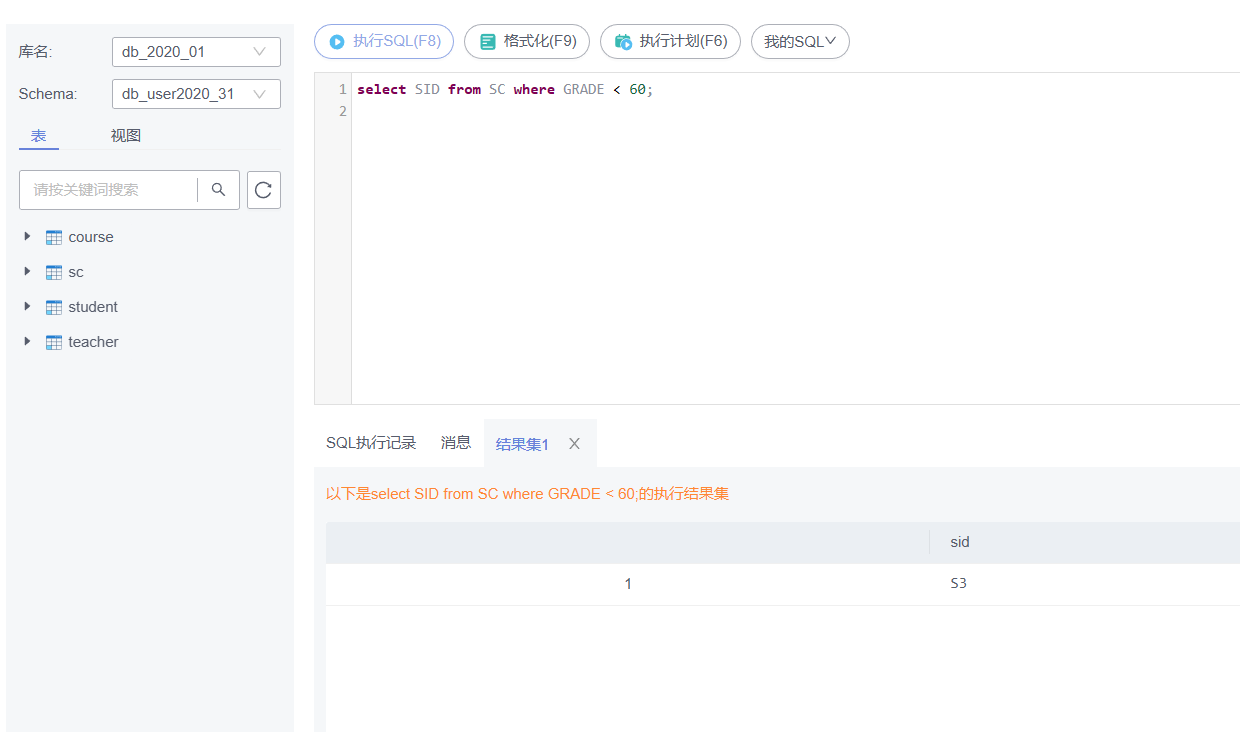 库名:
db_2020_01
Schema:
db_user2020_31
表 视图
请按关键词搜索
course
sc
student
teacher
执行SQL(F8) 格式化(F9) 执行计划(F6) 我的SQL
1 select SID from SC where GRADE < 60;
2
SQL执行记录 消息 结果集1 X
以下是select SID from SC where GRADE < 60;的执行结果集
sid
1 S3